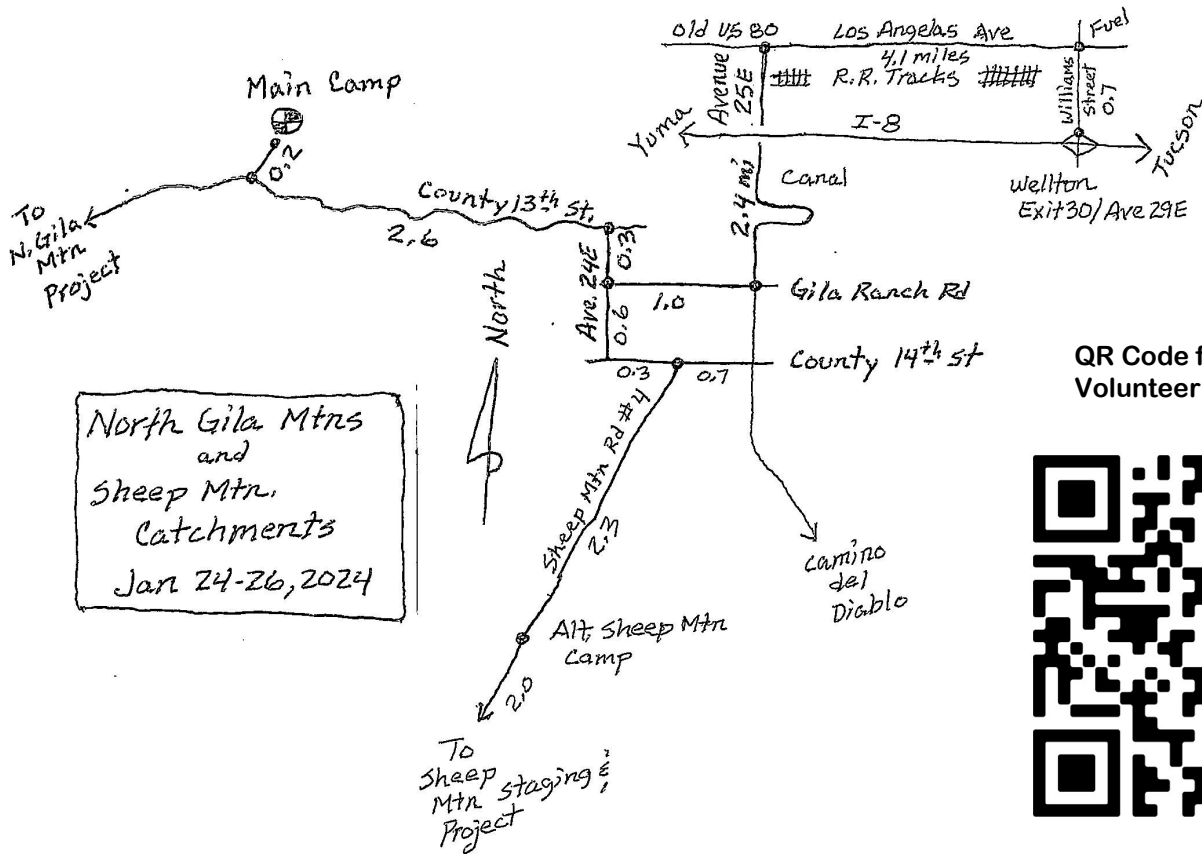 Old US 80
Los Angelas Ave
Fuel
4.1 miles
R.R. Tracks
Avenue
25E
Williams
Street
0.7
Yuma
I-8
Tucson
Wellton
Exit 30/Ave 29E
Canal
2.4 mi
Main Camp
0.2
To
N. Gila
Mtn
Project
County 13th St.
2.6
0.3
Ave. 24E
1.0
Gila Ranch Rd
0.6
North
0.3
0.7
County 14th St
QR Code f
Volunteer
North Gila Mtns
and
Sheep Mtn.
Catchments
Jan 24-26, 2024
Sheep Mtn Rd #4
2.3
Camino
del
Diablo
Alt. Sheep Mtn
Camp
2.0
To
Sheep
Mtn Staging &
Project